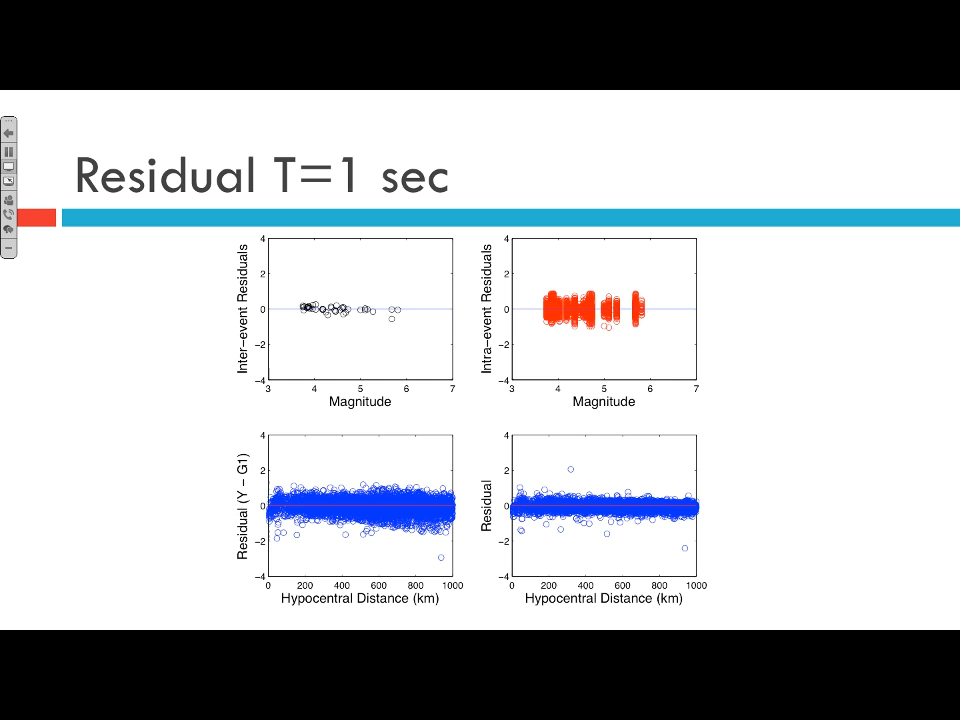 Residual T=1 sec
Inter−event Residuals
4
2
0
−2
−4
3 4 5 6 7
Magnitude
Intra−event Residuals
4
2
0
−2
−4
3 4 5 6 7
Magnitude
Residual (Y − G1)
4
2
0
−2
−4
0 200 400 600 800 1000
Hypocentral Distance (km)
Residual
4
2
0
−2
−4
0 200 400 600 800 1000
Hypocentral Distance (km)